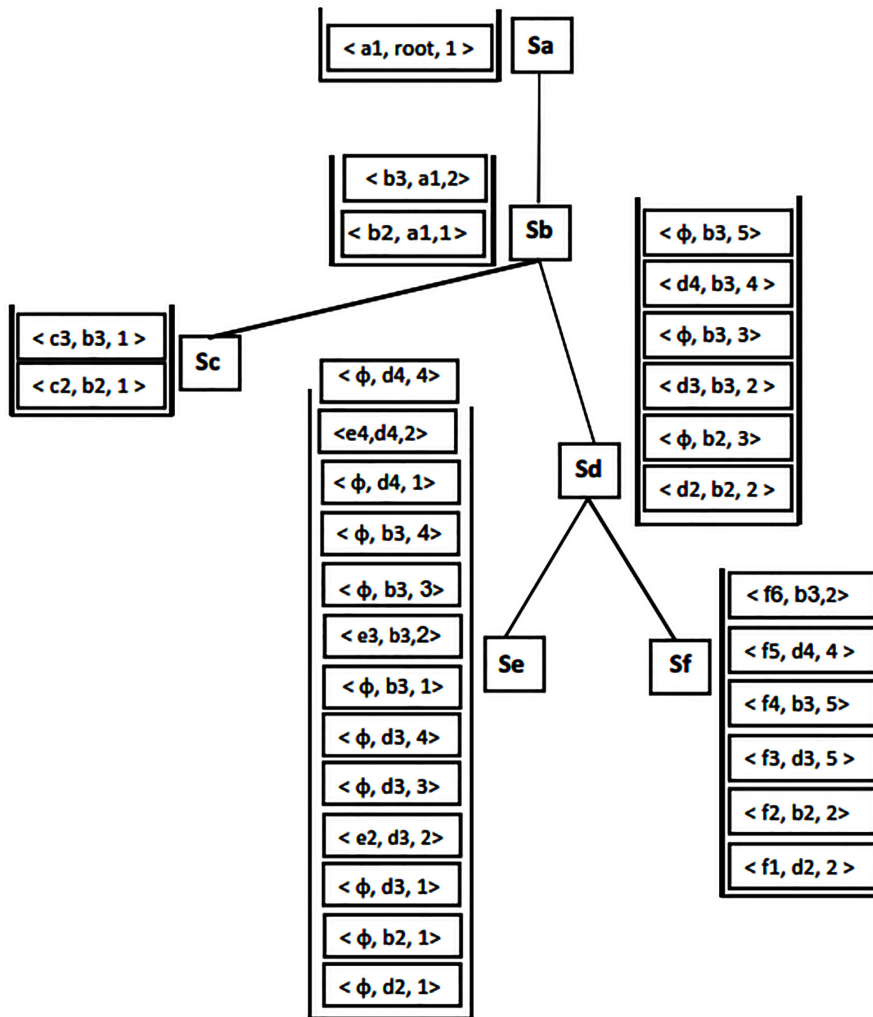 < a1, root, 1 >
Sa
< b3, a1,2>
< b2, a1,1>
Sb
< ϕ, b3, 5>
< d4, b3, 4 >
< ϕ, b3, 3>
< d3, b3, 2 >
< ϕ, b2, 3>
< d2, b2, 2 >
< c3, b3, 1 >
< c2, b2, 1 >
Sc
Sd
< ϕ, d4, 4>
<e4,d4,2>
< ϕ, d4, 1>
< ϕ, b3, 4>
< ϕ, b3, 3>
< e3, b3,2>
< ϕ, b3, 1>
< ϕ, d3, 4>
< ϕ, d3, 3>
< e2, d3, 2>
< ϕ, d3, 1>
< ϕ, b2, 1>
< ϕ, d2, 1>
Se
Sf
< f6, b3,2>
< f5, d4, 4 >
< f4, b3, 5>
< f3, d3, 5 >
< f2, b2, 2>
< f1, d2, 2 >